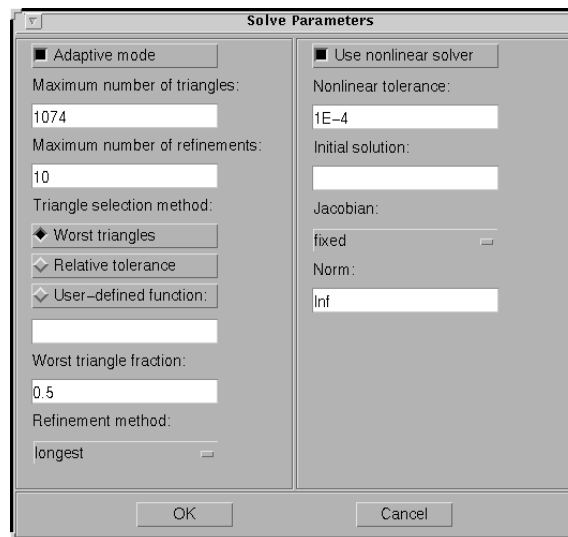 Solve Parameters
Adaptive mode
Maximum number of triangles:
1074
Maximum number of refinements:
10
Triangle selection method:
Worst triangles
Relative tolerance
User-defined function:
Worst triangle fraction:
0.5
Refinement method:
longest
Use nonlinear solver
Nonlinear tolerance:
1E-4
Initial solution:
Jacobian:
fixed
Norm:
Inf
OK
Cancel